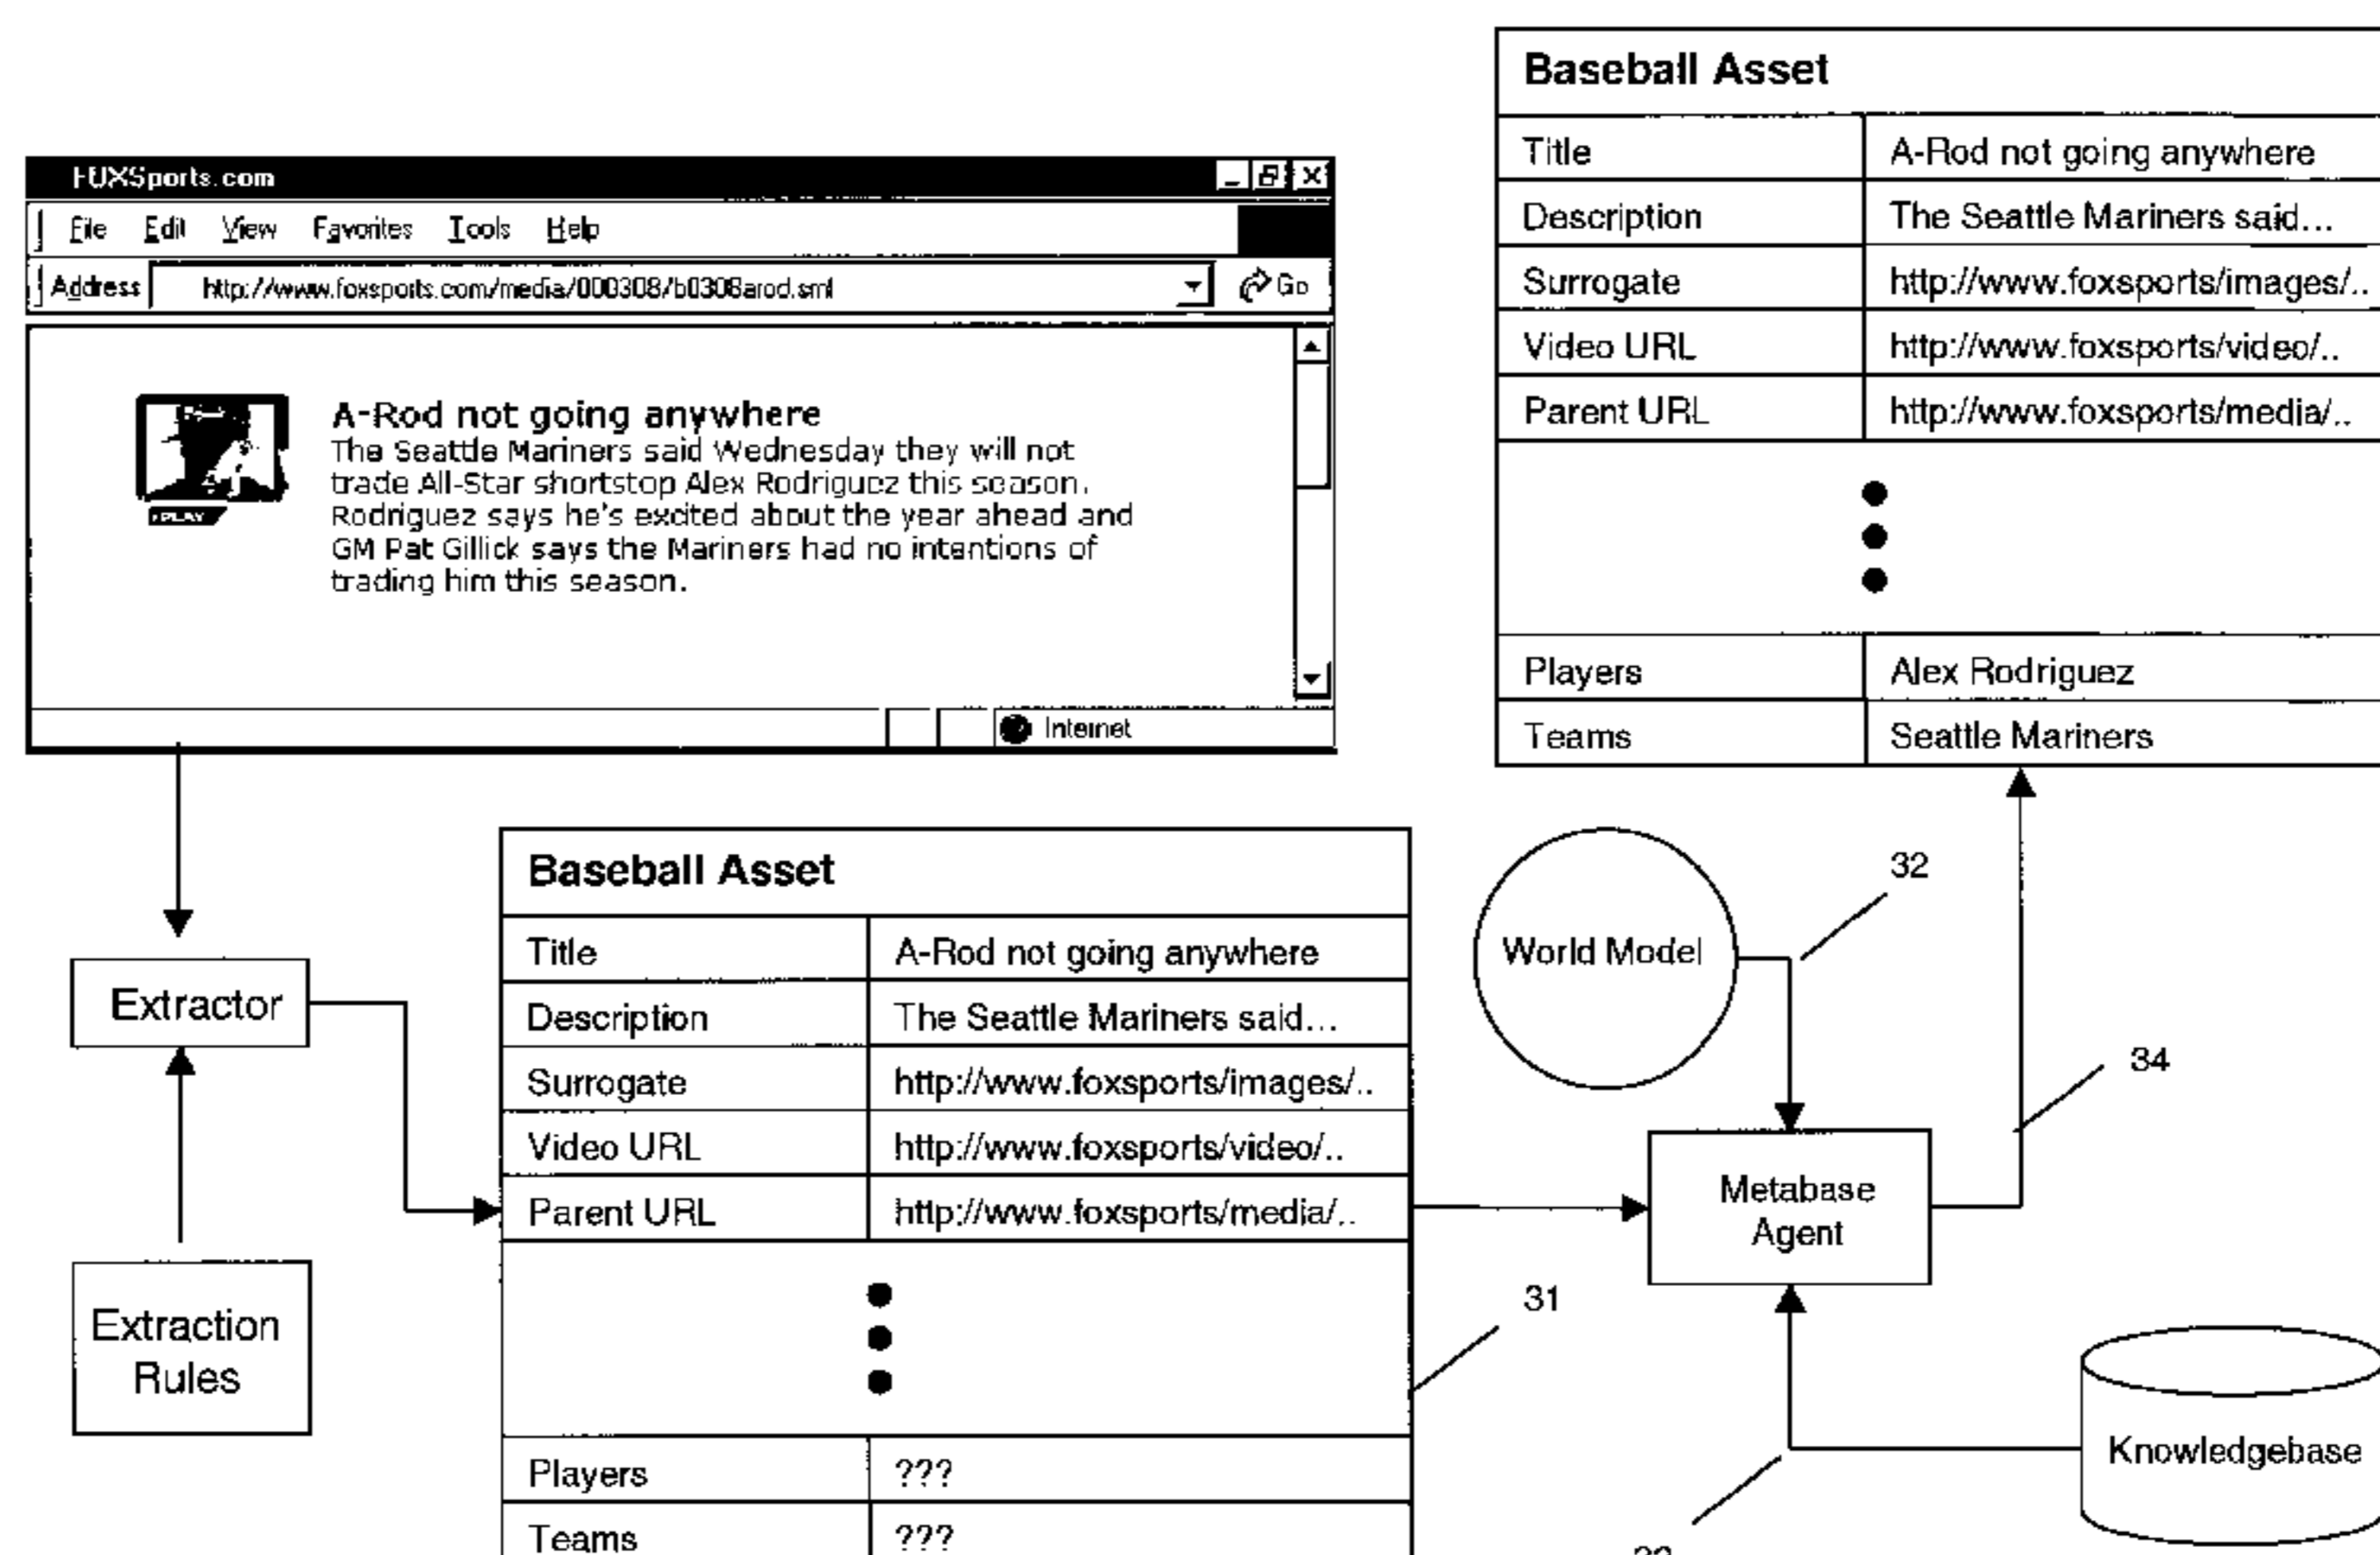 FOXSports.com
File Edit View Favorites Tools Help
Address http://www.foxsports.com/media/000308/b0308arod.sml Go
PLAY
A-Rod not going anywhere
The Seattle Mariners said Wednesday they will not
trade All-Star shortstop Alex Rodriguez this season.
Rodriguez says he's excited about the year ahead and
GM Pat Gillick says the Mariners had no intentions of
trading him this season.
Internet
Baseball Asset
Title A-Rod not going anywhere
Description The Seattle Mariners said...
Surrogate http://www.foxsports/images/..
Video URL http://www.foxsports/video/..
Parent URL http://www.foxsports/media/..
Players Alex Rodriguez
Teams Seattle Mariners
Extractor
Extraction
Rules
Baseball Asset
Title A-Rod not going anywhere
Description The Seattle Mariners said...
Surrogate http://www.foxsports/images/..
Video URL http://www.foxsports/video/..
Parent URL http://www.foxsports/media/..
Players ???
Teams ???
31
World Model
32
34
Metabase
Agent
Knowledgebase